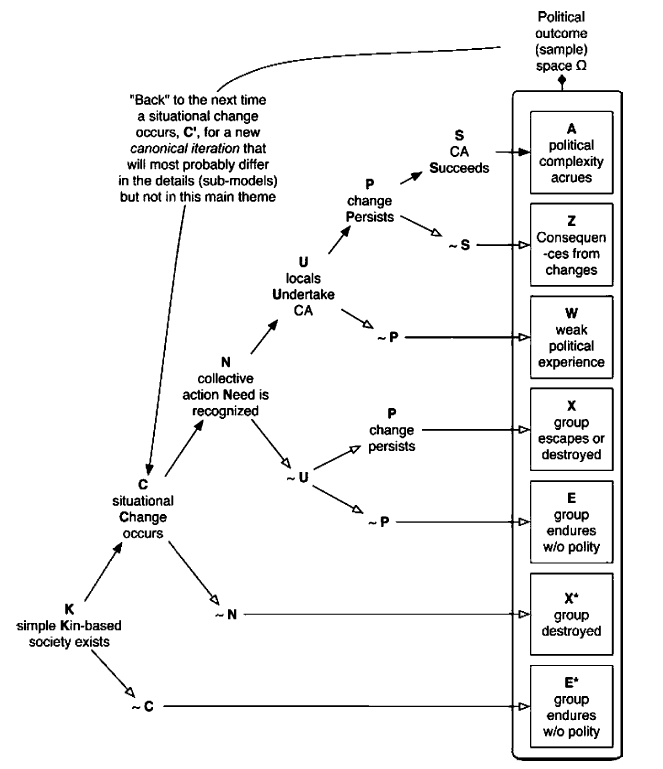 Political
outcome
(sample)
space Ω
"Back" to the next time
a situational change
occurs, C', for a new
canonical iteration that
will most probably differ
in the details (sub-models)
but not in this main theme
S
CA
Succeeds
A
political
complexity
accrues
P
change
Persists
~ S
Z
Consequen
-ces from
changes
U
locals
Undertake
CA
~ P
W
weak
political
experience
N
collective
action Need is
recognized
P
change
persists
X
group
escapes or
destroyed
~ U
~ P
E
group
endures
w/o polity
C
situational
Change
occurs
~ N
X*
group
destroyed
K
simple Kin-based
society exists
~ C
E*
group
endures
w/o polity